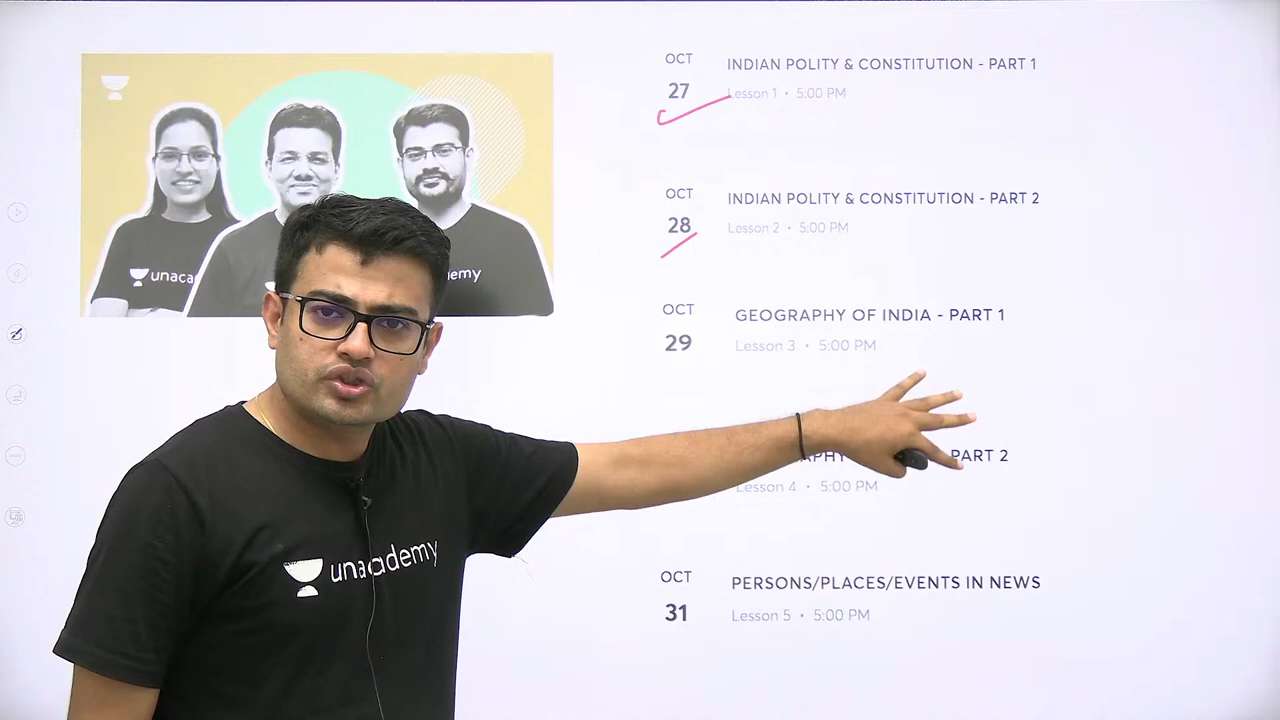 OCT
27
INDIAN POLITY & CONSTITUTION - PART 1
Lesson 1 • 5:00 PM
OCT
28
INDIAN POLITY & CONSTITUTION - PART 2
Lesson 2 • 5:00 PM
OCT
29
GEOGRAPHY OF INDIA - PART 1
Lesson 3 • 5:00 PM
PART 2
Lesson 4 • 5:00 PM
OCT
31
PERSONS/PLACES/EVENTS IN NEWS
Lesson 5 • 5:00 PM
unacademy